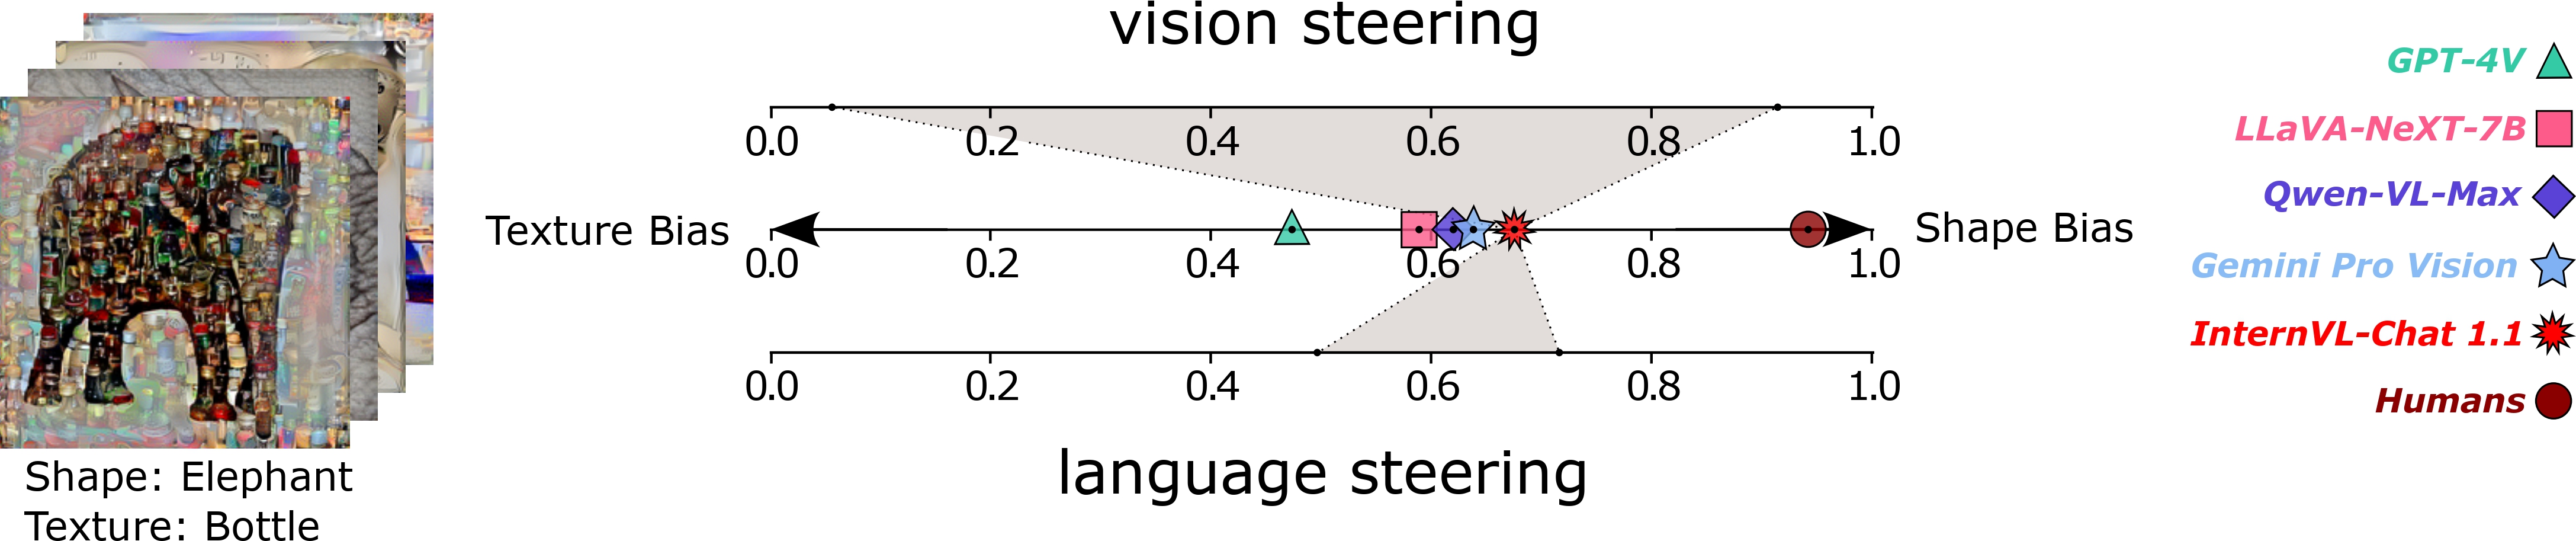 vision steering
0.0 0.2 0.4 0.6 0.8 1.0
Texture Bias
Shape Bias
0.0 0.2 0.4 0.6 0.8 1.0
0.0 0.2 0.4 0.6 0.8 1.0
language steering
Shape: Elephant
Texture: Bottle
GPT-4V
LLaVA-NeXT-7B
Qwen-VL-Max
Gemini Pro Vision
InternVL-Chat 1.1
Humans